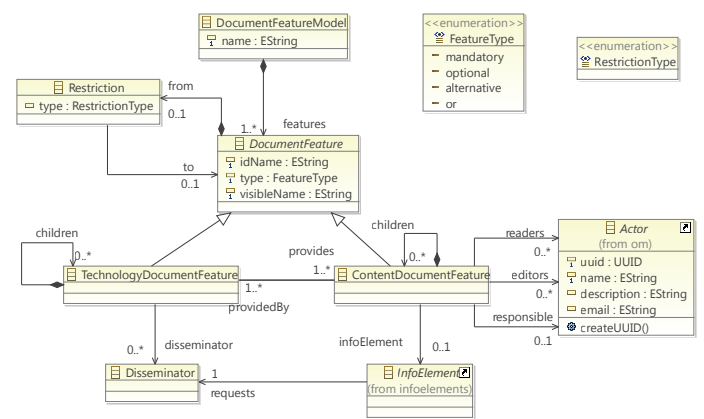 DocumentFeatureModel
name : EString
<<enumeration>>
FeatureType
mandatory
optional
alternative
or
<<enumeration>>
RestrictionType
Restriction
type : RestrictionType
from
0..1
1..*
features
DocumentFeature
idName : EString
type : FeatureType
visibleName : EString
to
0..1
children
0..*
TechnologyDocumentFeature
provides
1..*
1..*
providedBy
children
0..*
ContentDocumentFeature
readers
0..*
editors
0..*
responsible
0..1
Actor
(from om)
uuid : UUID
name : EString
description : EString
email : EString
createUUID()
0..*
disseminator
Disseminator
infoElement
0..1
InfoElement
(from infoelements)
1
requests